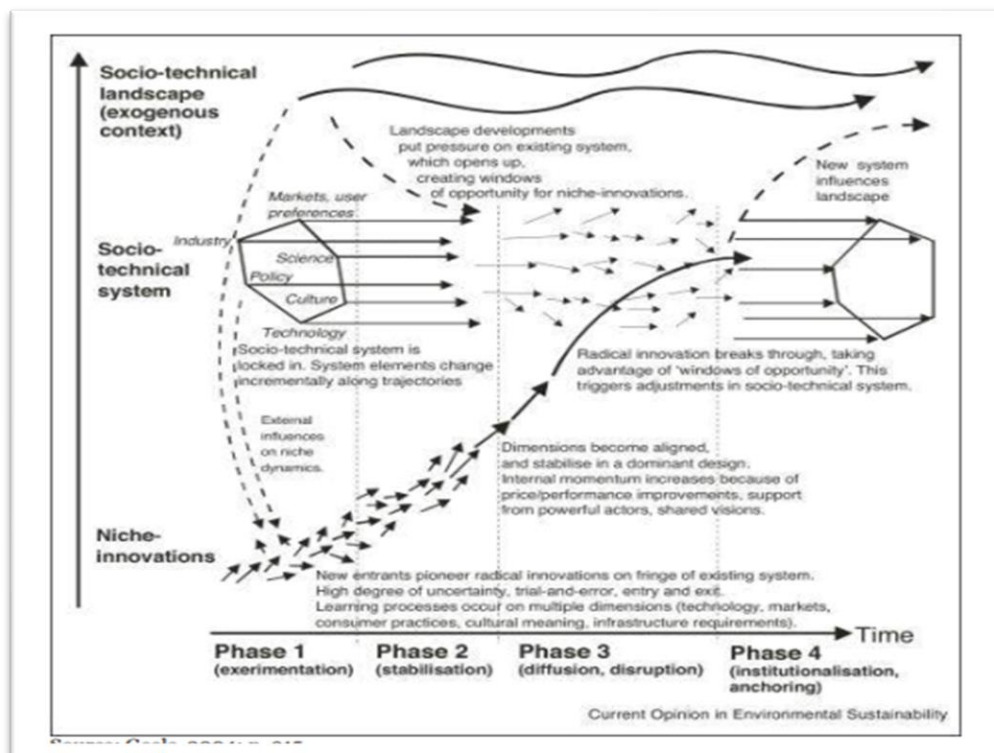 Socio-technical
landscape
(exogenous
context)
Landscape developments
put pressure on existing system,
which opens up,
creating windows
of opportunity for niche-innovations.
New system
influences
landscape
Markets, user
preferences
Industry
Science
Policy
Culture
Technology
Socio-
technical
system
Socio-technical system is
locked in. System elements change
incrementally along trajectories
Radical innovation breaks through, taking
advantage of 'windows of opportunity'. This
triggers adjustments in socio-technical system.
External
influences
on niche
dynamics.
Dimensions become aligned,
and stabilise in a dominant design.
Internal momentum increases because of
price/performance improvements, support
from powerful actors, shared visions.
Niche-
innovations
New entrants pioneer radical innovations on fringe of existing system.
High degree of uncertainty, trial-and-error, entry and exit.
Learning processes occur on multiple dimensions (technology, markets,
consumer practices, cultural meaning, infrastructure requirements).
Time
Phase 1
(exerimentation)
Phase 2
(stabilisation)
Phase 3
(diffusion, disruption)
Phase 4
(institutionalisation,
anchoring)
Current Opinion in Environmental Sustainability